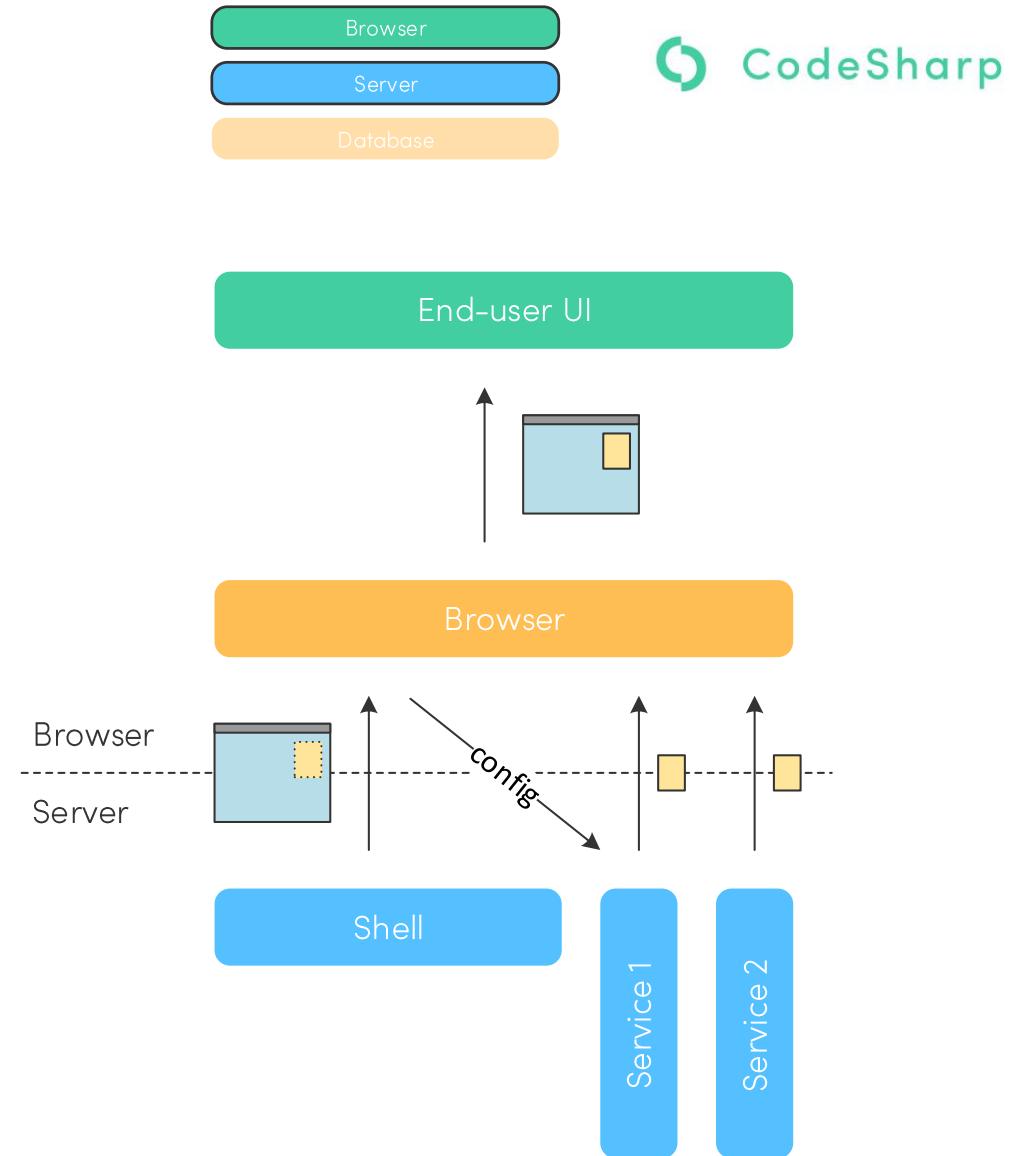 Browser
CodeSharp
Server
Database
End-user UI
Browser
Browser
config
Server
Shell
Service 1
Service 2